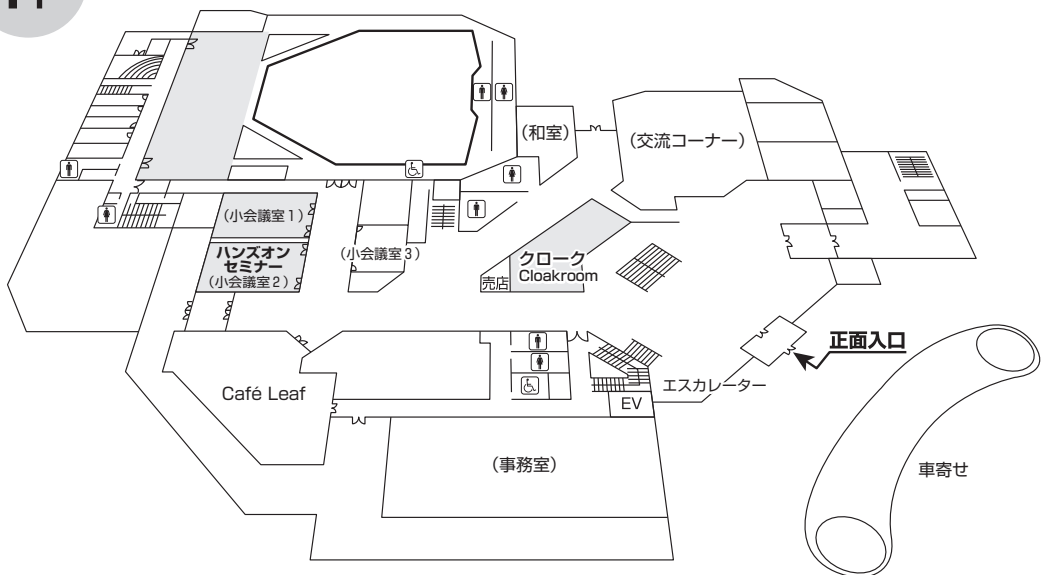 (和室)
(交流コーナー)
(小会議室1)
ハンズオン
セミナー
(小会議室2)
(小会議室3)
クローク
Cloakroom
売店
正面入口
エスカレーター
EV
Café Leaf
(事務室)
車寄せ